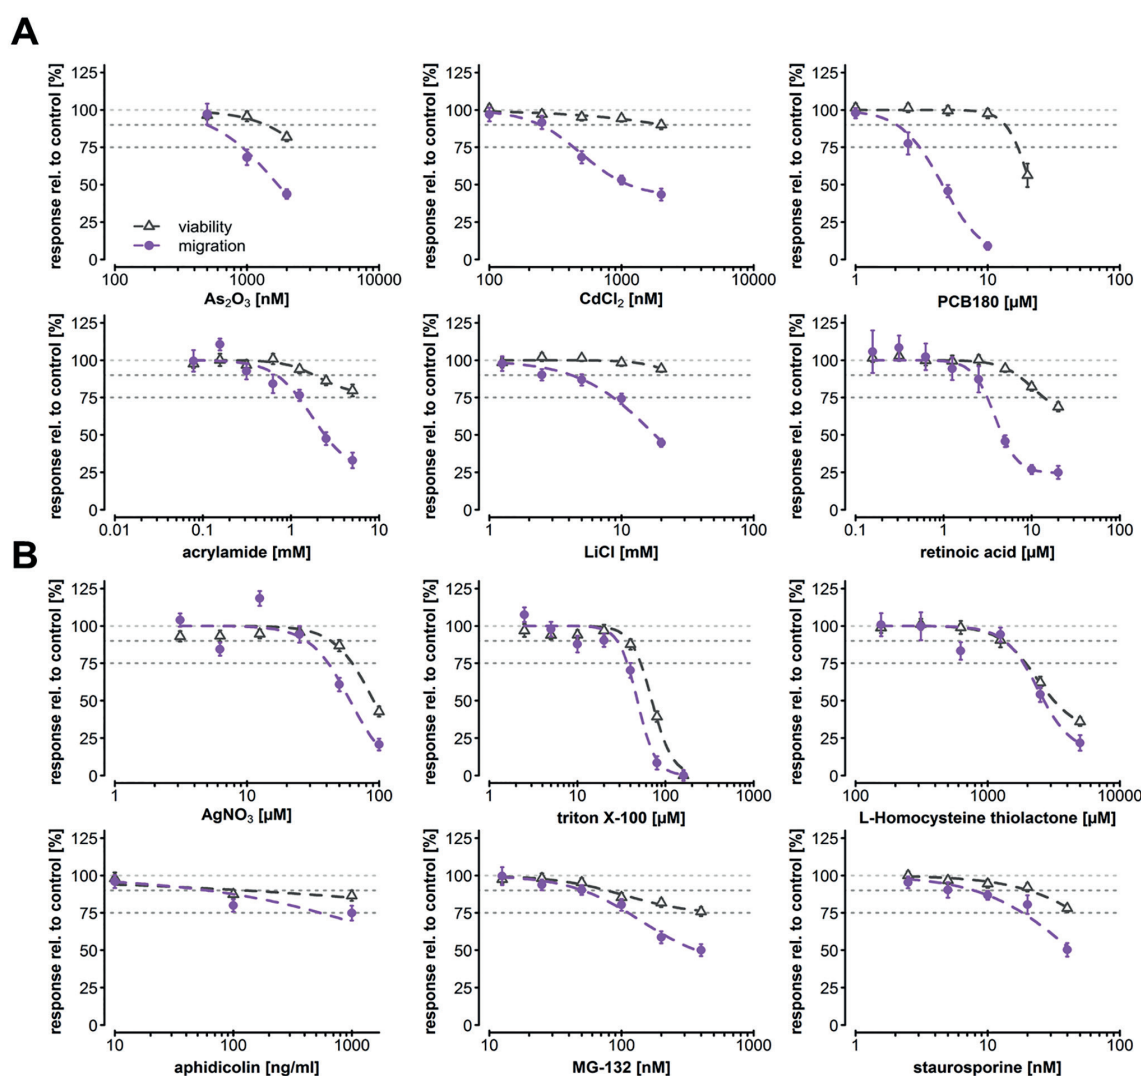 A
response rel. to control [%]
125
100
75
50
25
0
viability
migration
100 1000 10000
As₂O₃ [nM]
response rel. to control [%]
125
100
75
50
25
0
100 1000 10000
CdCl₂ [nM]
response rel. to control [%]
125
100
75
50
25
0
1 10 100
PCB180 [µM]
response rel. to control [%]
125
100
75
50
25
0
0.01 0.1 1 10
acrylamide [mM]
response rel. to control [%]
125
100
75
50
25
0
1 10 100
LiCl [mM]
response rel. to control [%]
125
100
75
50
25
0
0.1 1 10 100
retinoic acid [µM]
B
response rel. to control [%]
125
100
75
50
25
0
1 10 100
AgNO₃ [µM]
response rel. to control [%]
125
100
75
50
25
0
1 10 100 1000
triton X-100 [µM]
response rel. to control [%]
125
100
75
50
25
0
100 1000 10000
L-Homocysteine thiolactone [µM]
response rel. to control [%]
125
100
75
50
25
0
10 100 1000
aphidicolin [ng/ml]
response rel. to control [%]
125
100
75
50
25
0
10 100 1000
MG-132 [nM]
response rel. to control [%]
125
100
75
50
25
0
1 10 100
staurosporine [nM]